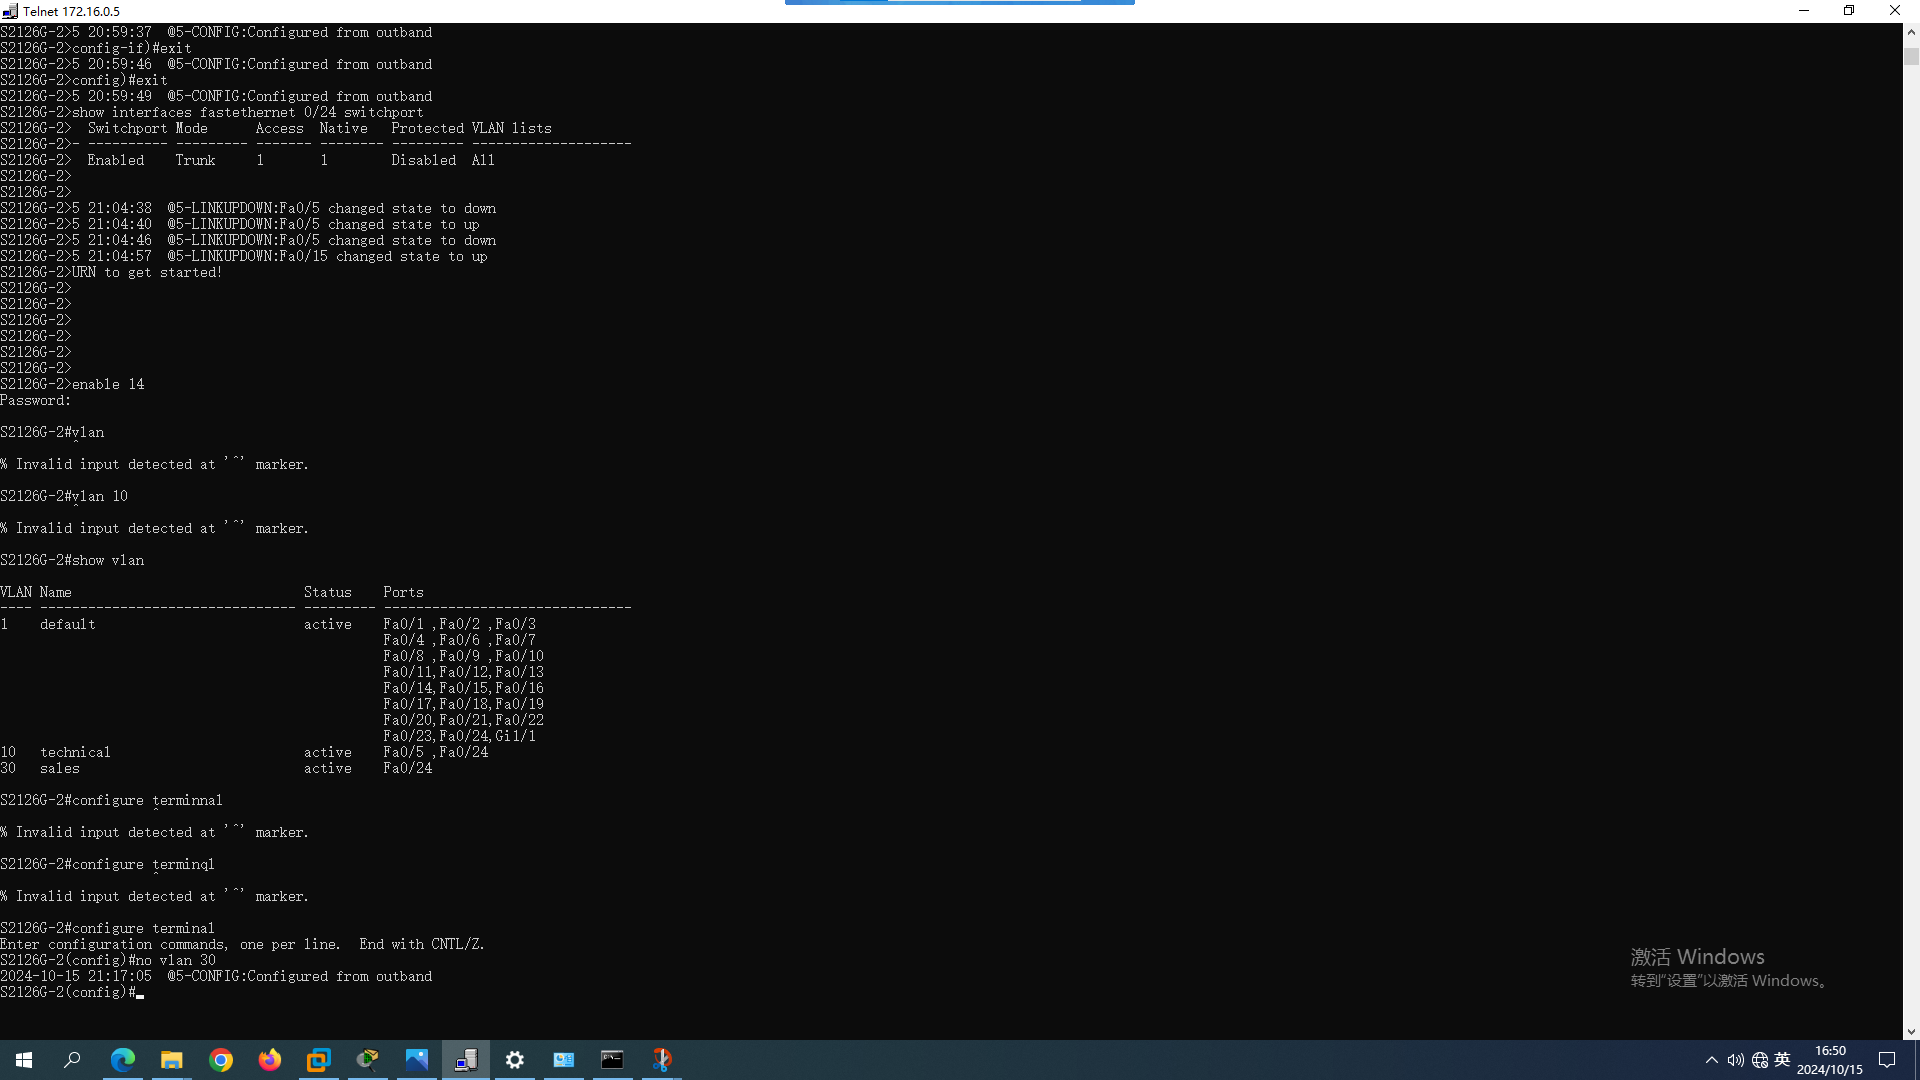 Telnet 172.16.0.5
S2126G-2>5 20:59:37  @5-CONFIG:Configured from outband
S2126G-2>config-if)#exit
S2126G-2>5 20:59:46  @5-CONFIG:Configured from outband
S2126G-2>config)#exit
S2126G-2>5 20:59:49  @5-CONFIG:Configured from outband
S2126G-2>show interfaces fastethernet 0/24 switchport
S2126G-2>  Switchport Mode      Access  Native   Protected VLAN lists
S2126G-2>- ---------- --------- ------- -------- --------- --------------------
S2126G-2>  Enabled    Trunk     1       1        Disabled  All
S2126G-2>
S2126G-2>
S2126G-2>5 21:04:38  @5-LINKUPDOWN:Fa0/5 changed state to down
S2126G-2>5 21:04:40  @5-LINKUPDOWN:Fa0/5 changed state to up
S2126G-2>5 21:04:46  @5-LINKUPDOWN:Fa0/5 changed state to down
S2126G-2>5 21:04:57  @5-LINKUPDOWN:Fa0/15 changed state to up
S2126G-2>URN to get started!
S2126G-2>
S2126G-2>
S2126G-2>
S2126G-2>
S2126G-2>
S2126G-2>
S2126G-2>enable 14
Password:
S2126G-2#vlan
^
% Invalid input detected at '^' marker.
S2126G-2#vlan 10
^
% Invalid input detected at '^' marker.
S2126G-2#show vlan
VLAN Name                             Status    Ports
---- -------------------------------- --------- -------------------------------
1    default                          active    Fa0/1 ,Fa0/2 ,Fa0/3
Fa0/4 ,Fa0/6 ,Fa0/7
Fa0/8 ,Fa0/9 ,Fa0/10
Fa0/11,Fa0/12,Fa0/13
Fa0/14,Fa0/15,Fa0/16
Fa0/17,Fa0/18,Fa0/19
Fa0/20,Fa0/21,Fa0/22
Fa0/23,Fa0/24,Gi1/1
10   technical                        active    Fa0/5 ,Fa0/24
30   sales                            active    Fa0/24
S2126G-2#configure terminnal
^
% Invalid input detected at '^' marker.
S2126G-2#configure terminql
^
% Invalid input detected at '^' marker.
S2126G-2#configure terminal
Enter configuration commands, one per line.  End with CNTL/Z.
S2126G-2(config)#no vlan 30
2024-10-15 21:17:05  @5-CONFIG:Configured from outband
S2126G-2(config)#
激活 Windows
转到“设置”以激活 Windows。
英
16:50
2024/10/15